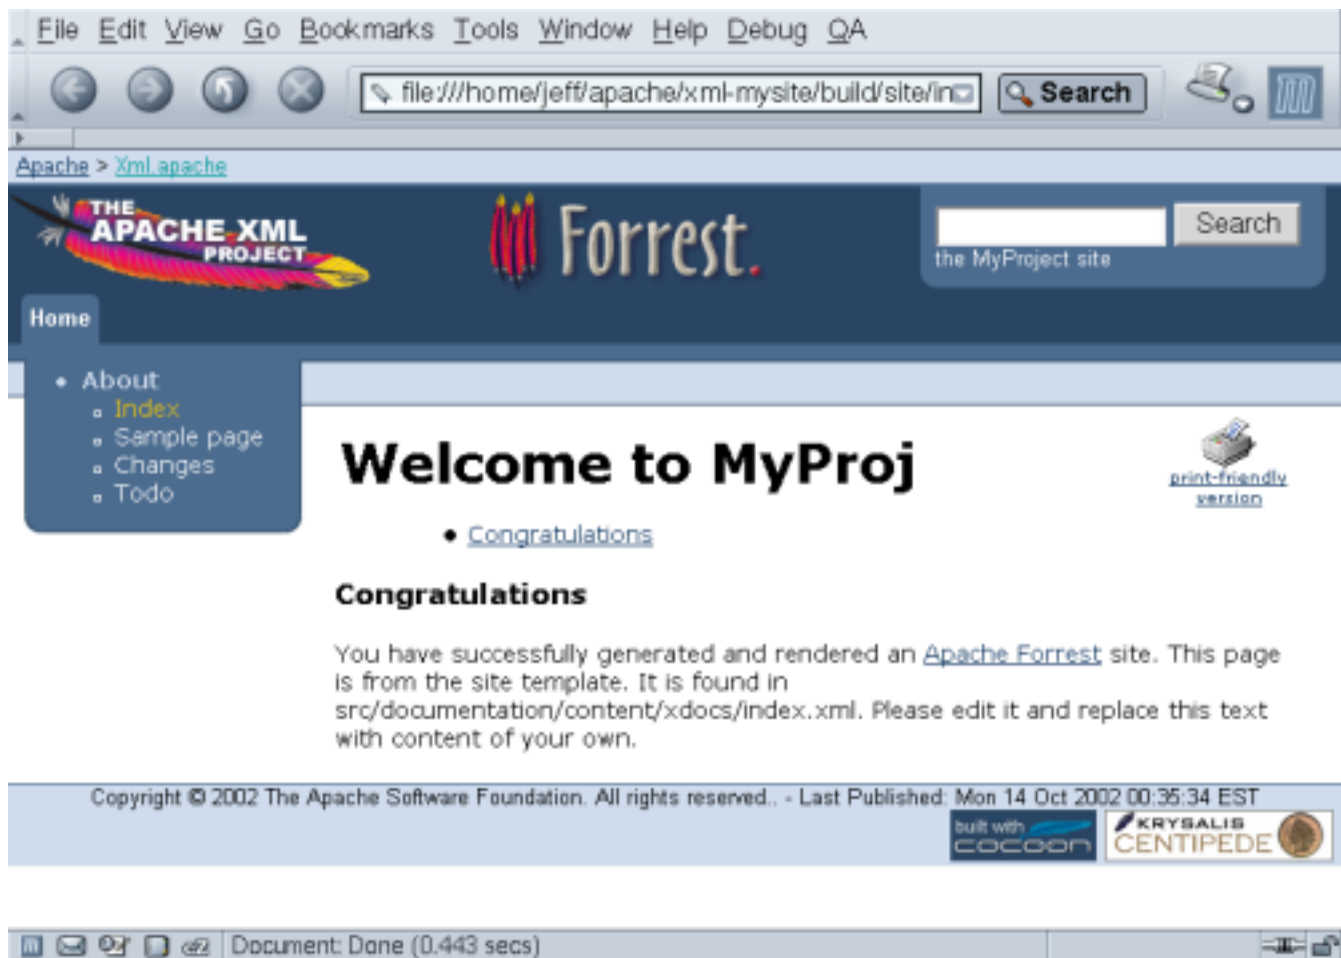 File Edit View Go Bookmarks Tools Window Help Debug QA
file:///home/jeff/apache/xml-mysite/build/site/in
Search
Apache > Xml.apache
THE
APACHE XML
PROJECT
Forrest.
Search
the MyProject site
Home
About
Index
Sample page
Changes
Todo
Welcome to MyProj
print-friendly
version
Congratulations
Congratulations
You have successfully generated and rendered an Apache Forrest site. This page
is from the site template. It is found in
src/documentation/content/xdocs/index.xml. Please edit it and replace this text
with content of your own.
Copyright © 2002 The Apache Software Foundation. All rights reserved.. - Last Published: Mon 14 Oct 2002 00:35:34 EST
built with
cocoon
KRYSALIS
CENTIPEDE
Document: Done (0.443 secs)